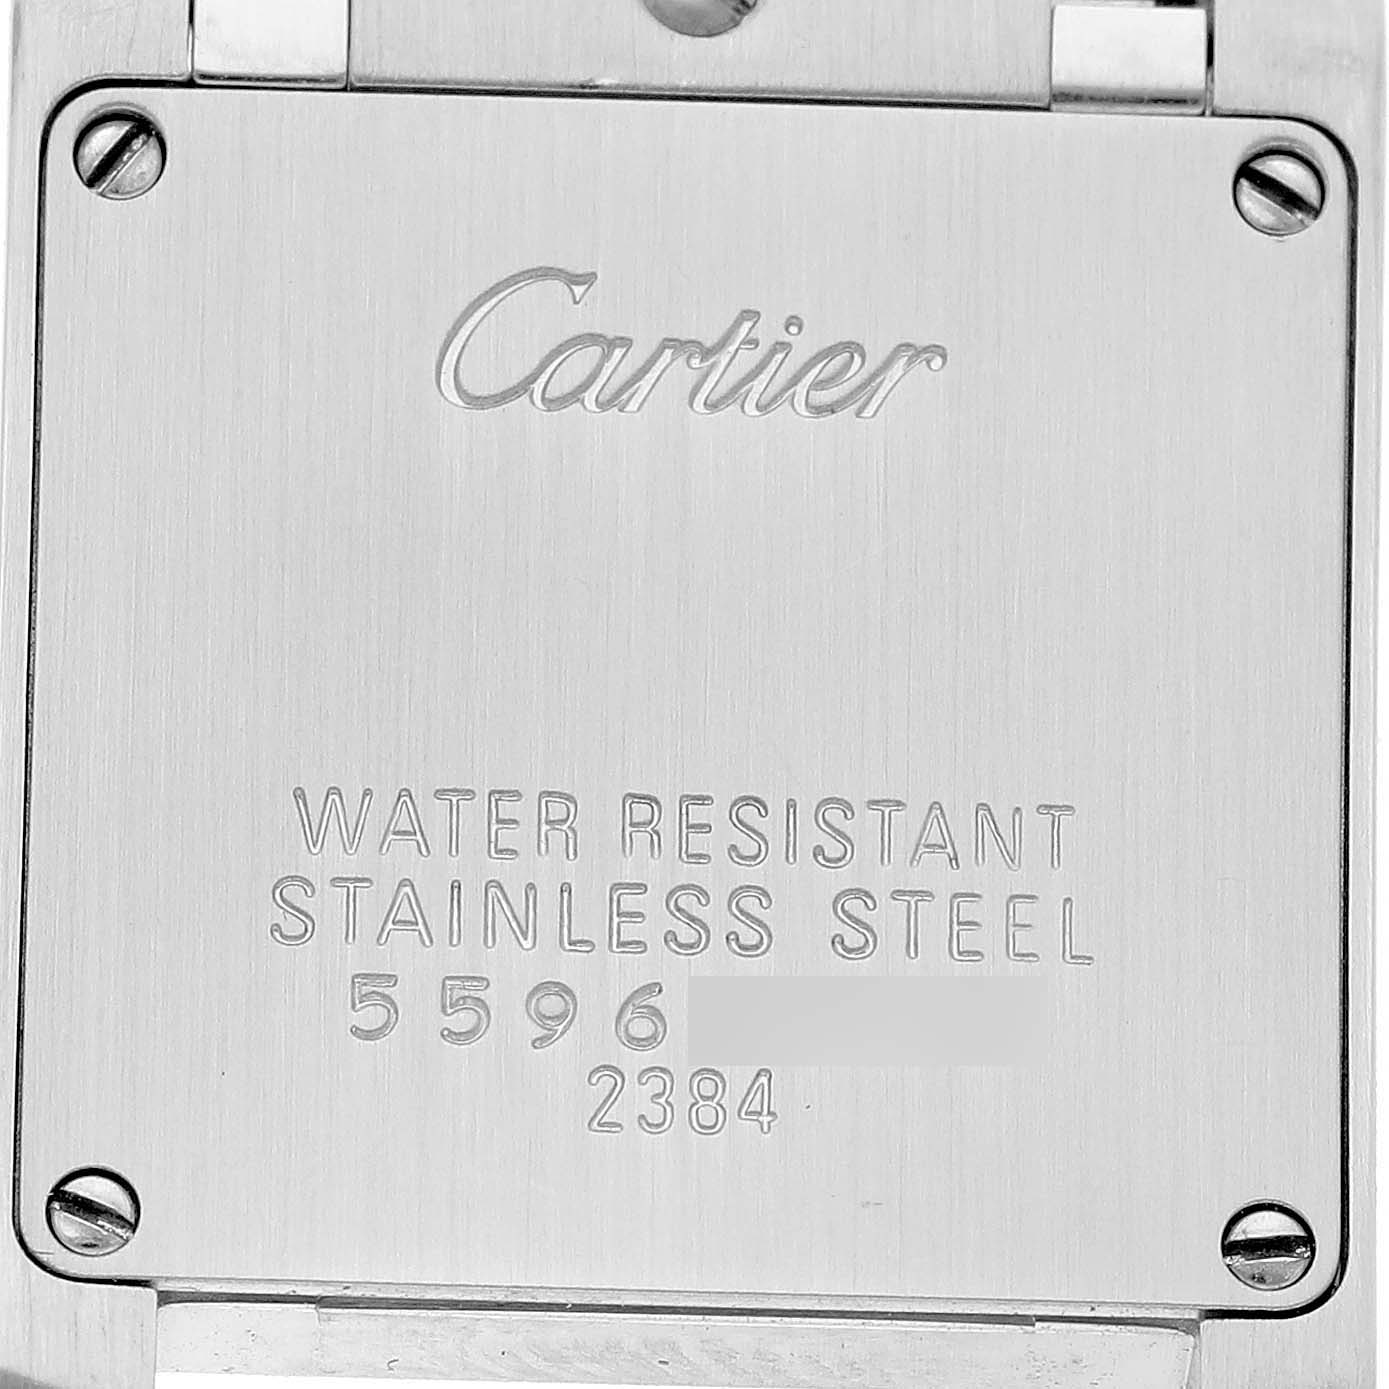 Cartier
WATER RESISTANT
STAINLESS STEEL
5596
2384